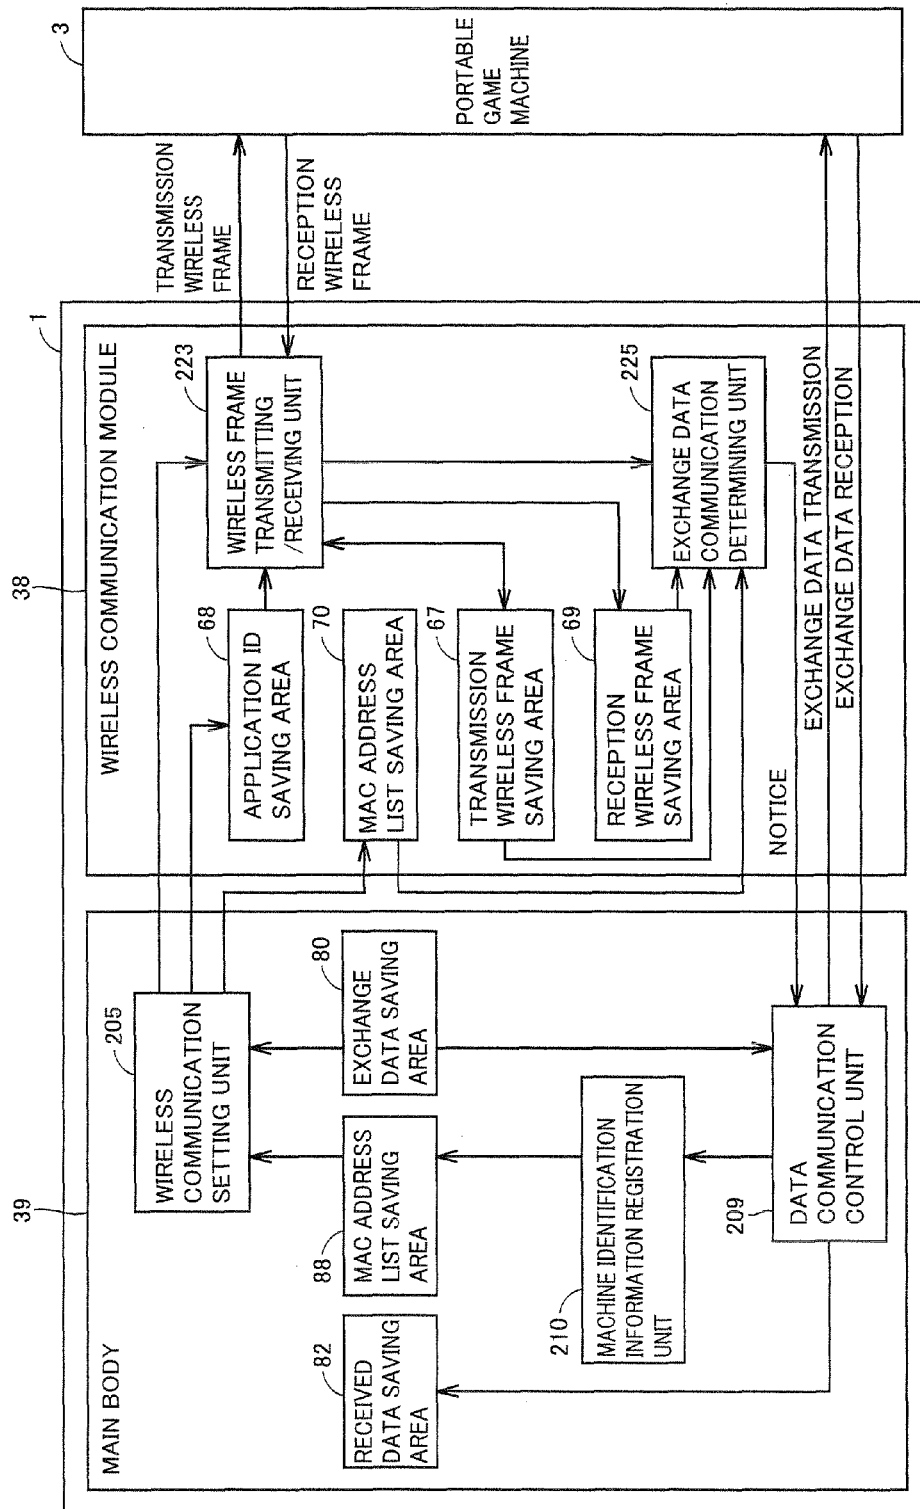 MAIN BODY
39
205
WIRELESS
COMMUNICATION
SETTING UNIT
82
RECEIVED
DATA SAVING
AREA
88
MAC ADDRESS
LIST SAVING
AREA
80
EXCHANGE
DATA SAVING
AREA
210
MACHINE IDENTIFICATION
INFORMATION REGISTRATION
UNIT
209
DATA
COMMUNICATION
CONTROL UNIT
1
38
WIRELESS COMMUNICATION MODULE
223
WIRELESS FRAME
TRANSMITTING
/RECEIVING UNIT
68
APPLICATION ID
SAVING AREA
70
MAC ADDRESS
LIST SAVING AREA
67
TRANSMISSION
WIRELESS FRAME
SAVING AREA
69
RECEPTION
WIRELESS FRAME
SAVING AREA
225
EXCHANGE DATA
COMMUNICATION
DETERMINING UNIT
NOTICE
EXCHANGE DATA TRANSMISSION
EXCHANGE DATA RECEPTION
TRANSMISSION
WIRELESS
FRAME
RECEPTION
WIRELESS
FRAME
3
PORTABLE
GAME
MACHINE